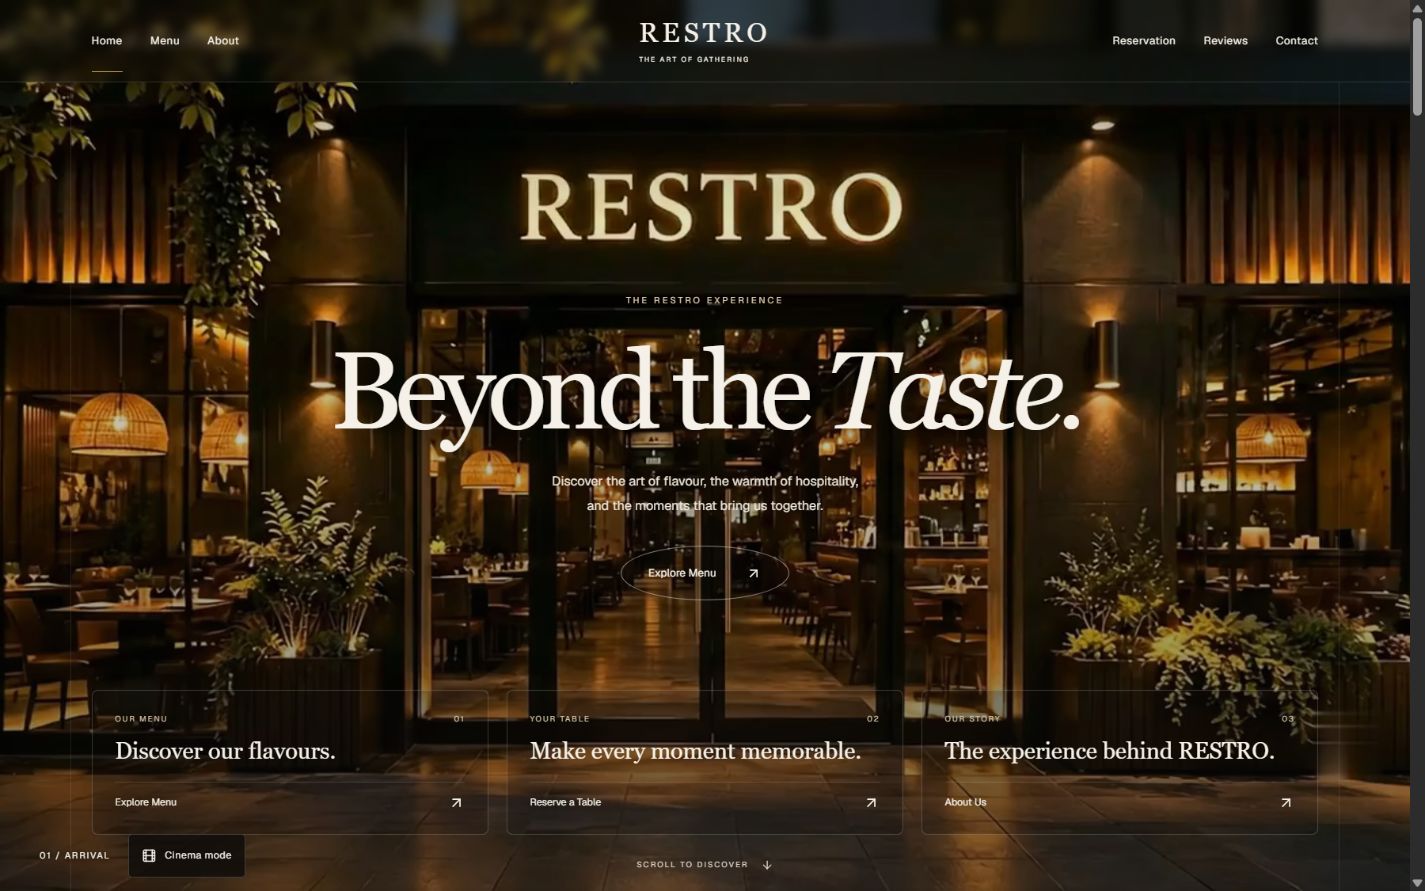 Home
Menu
About
RESTRO
THE ART OF GATHERING
Reservation
Reviews
Contact
RESTRO
THE RESTRO EXPERIENCE
Beyond the Taste.
Discover the art of flavour, the warmth of hospitality,
and the moments that bring us together.
Explore Menu
OUR MENU
01
Discover our flavours.
Explore Menu
YOUR TABLE
02
Make every moment memorable.
Reserve a Table
OUR STORY
03
The experience behind RESTRO.
About Us
01 / ARRIVAL
Cinema mode
SCROLL TO DISCOVER